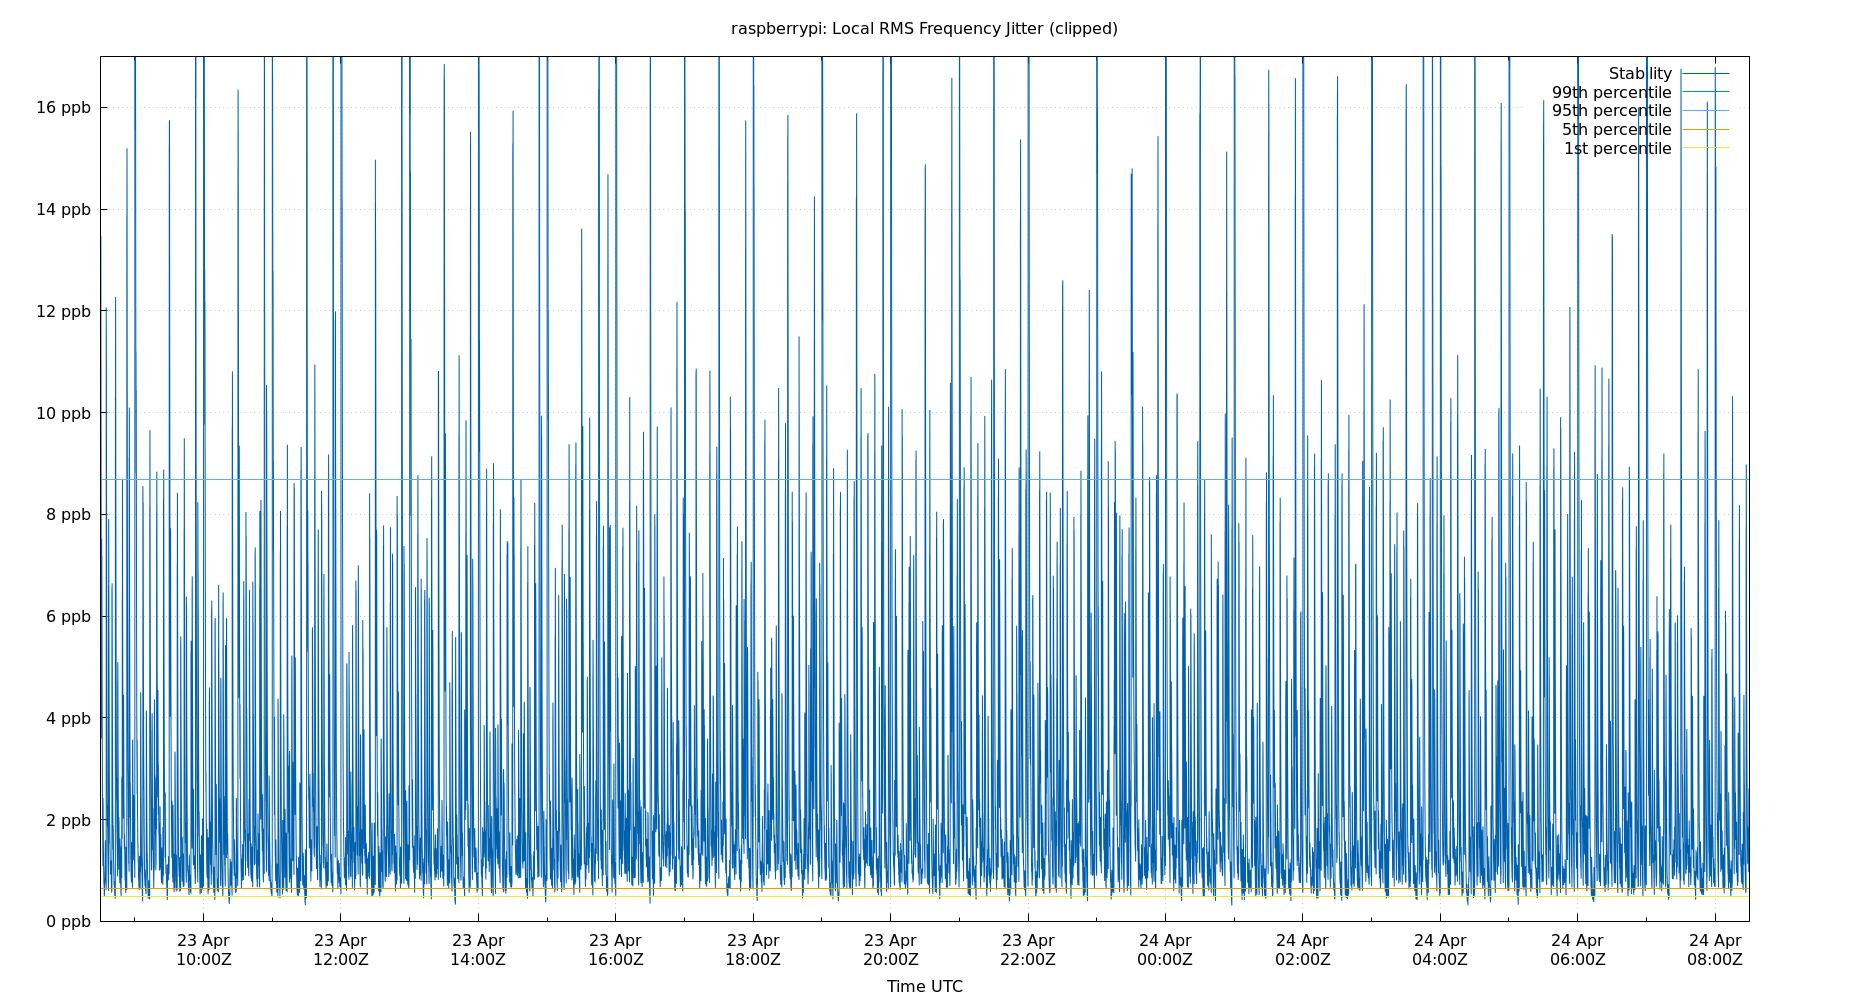 raspberrypi: Local RMS Frequency Jitter (clipped)
Stability
99th percentile
95th percentile
5th percentile
1st percentile
16 ppb
14 ppb
12 ppb
10 ppb
8 ppb
6 ppb
4 ppb
2 ppb
0 ppb
23 Apr 23 Apr 23 Apr 23 Apr 23 Apr 23 Apr 23 Apr 24 Apr 24 Apr 24 Apr 24 Apr 24 Apr
10:00Z 12:00Z 14:00Z 16:00Z 18:00Z 20:00Z 22:00Z 00:00Z 02:00Z 04:00Z 06:00Z 08:00Z
Time UTC